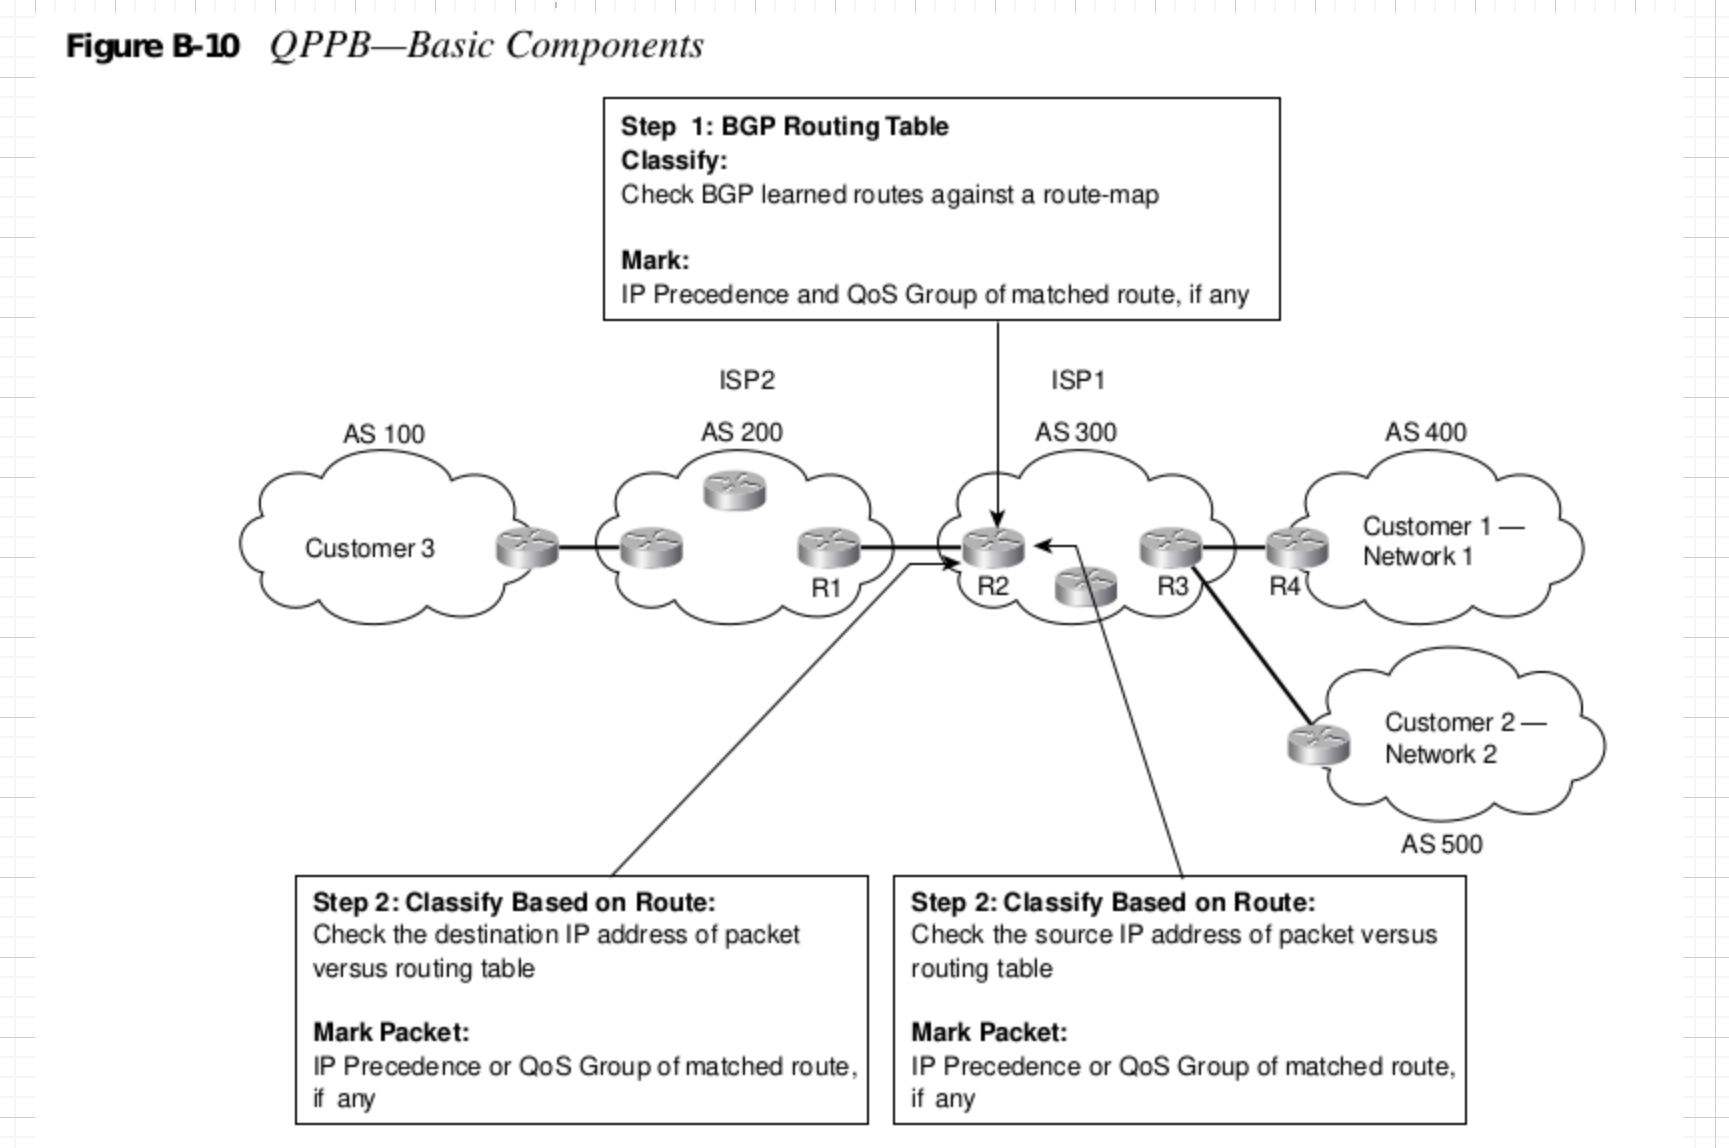 Figure B-10 QPPB—Basic Components
Step 1: BGP Routing Table
Classify:
Check BGP learned routes against a route-map
Mark:
IP Precedence and QoS Group of matched route, if any
ISP2
ISP1
AS 100
AS 200
AS 300
AS 400
Customer 3
R1
R2
R3
R4
Customer 1 —
Network 1
Customer 2 —
Network 2
AS 500
Step 2: Classify Based on Route:
Check the destination IP address of packet
versus routing table
Mark Packet:
IP Precedence or QoS Group of matched route,
if any
Step 2: Classify Based on Route:
Check the source IP address of packet versus
routing table
Mark Packet:
IP Precedence or QoS Group of matched route,
if any